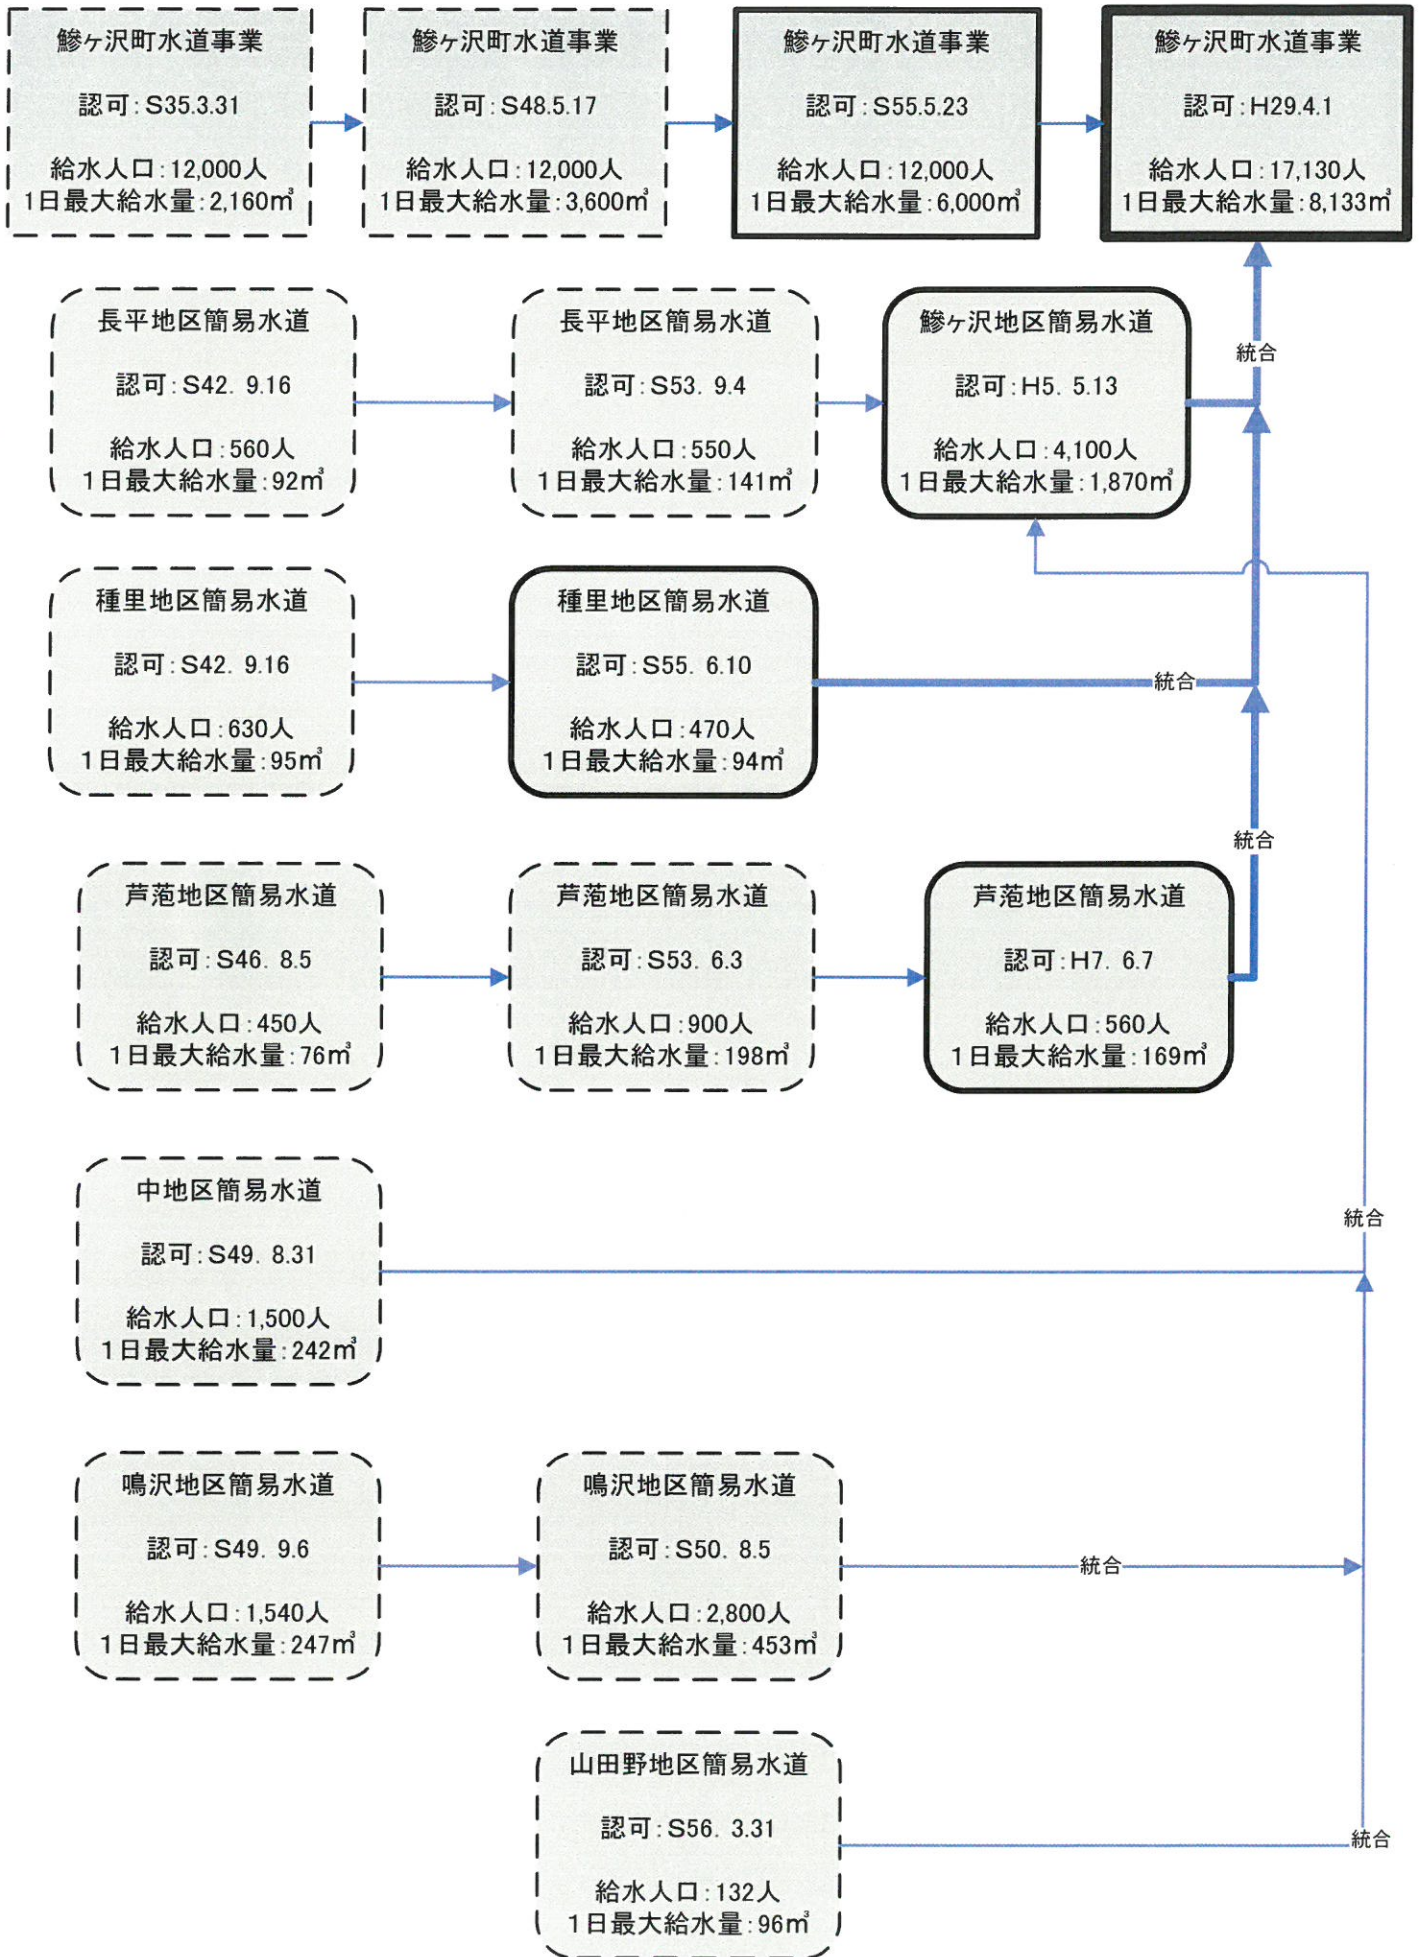 鰺ヶ沢町水道事業
認可:S35.3.31
給水人口:12,000人
1日最大給水量:2,160㎥
鰺ヶ沢町水道事業
認可:S48.5.17
給水人口:12,000人
1日最大給水量:3,600㎥
鰺ヶ沢町水道事業
認可:S55.5.23
給水人口:12,000人
1日最大給水量:6,000㎥
鰺ヶ沢町水道事業
認可:H29.4.1
給水人口:17,130人
1日最大給水量:8,133㎥
長平地区簡易水道
認可:S42. 9.16
給水人口:560人
1日最大給水量:92㎥
長平地区簡易水道
認可:S53. 9.4
給水人口:550人
1日最大給水量:141㎥
鰺ヶ沢地区簡易水道
認可:H5. 5.13
給水人口:4,100人
1日最大給水量:1,870㎥
統合
種里地区簡易水道
認可:S42. 9.16
給水人口:630人
1日最大給水量:95㎥
種里地区簡易水道
認可:S55. 6.10
給水人口:470人
1日最大給水量:94㎥
統合
芦萢地区簡易水道
認可:S46. 8.5
給水人口:450人
1日最大給水量:76㎥
芦萢地区簡易水道
認可:S53. 6.3
給水人口:900人
1日最大給水量:198㎥
芦萢地区簡易水道
認可:H7. 6.7
給水人口:560人
1日最大給水量:169㎥
統合
中地区簡易水道
認可:S49. 8.31
給水人口:1,500人
1日最大給水量:242㎥
統合
鳴沢地区簡易水道
認可:S49. 9.6
給水人口:1,540人
1日最大給水量:247㎥
鳴沢地区簡易水道
認可:S50. 8.5
給水人口:2,800人
1日最大給水量:453㎥
統合
山田野地区簡易水道
認可:S56. 3.31
給水人口:132人
1日最大給水量:96㎥
統合